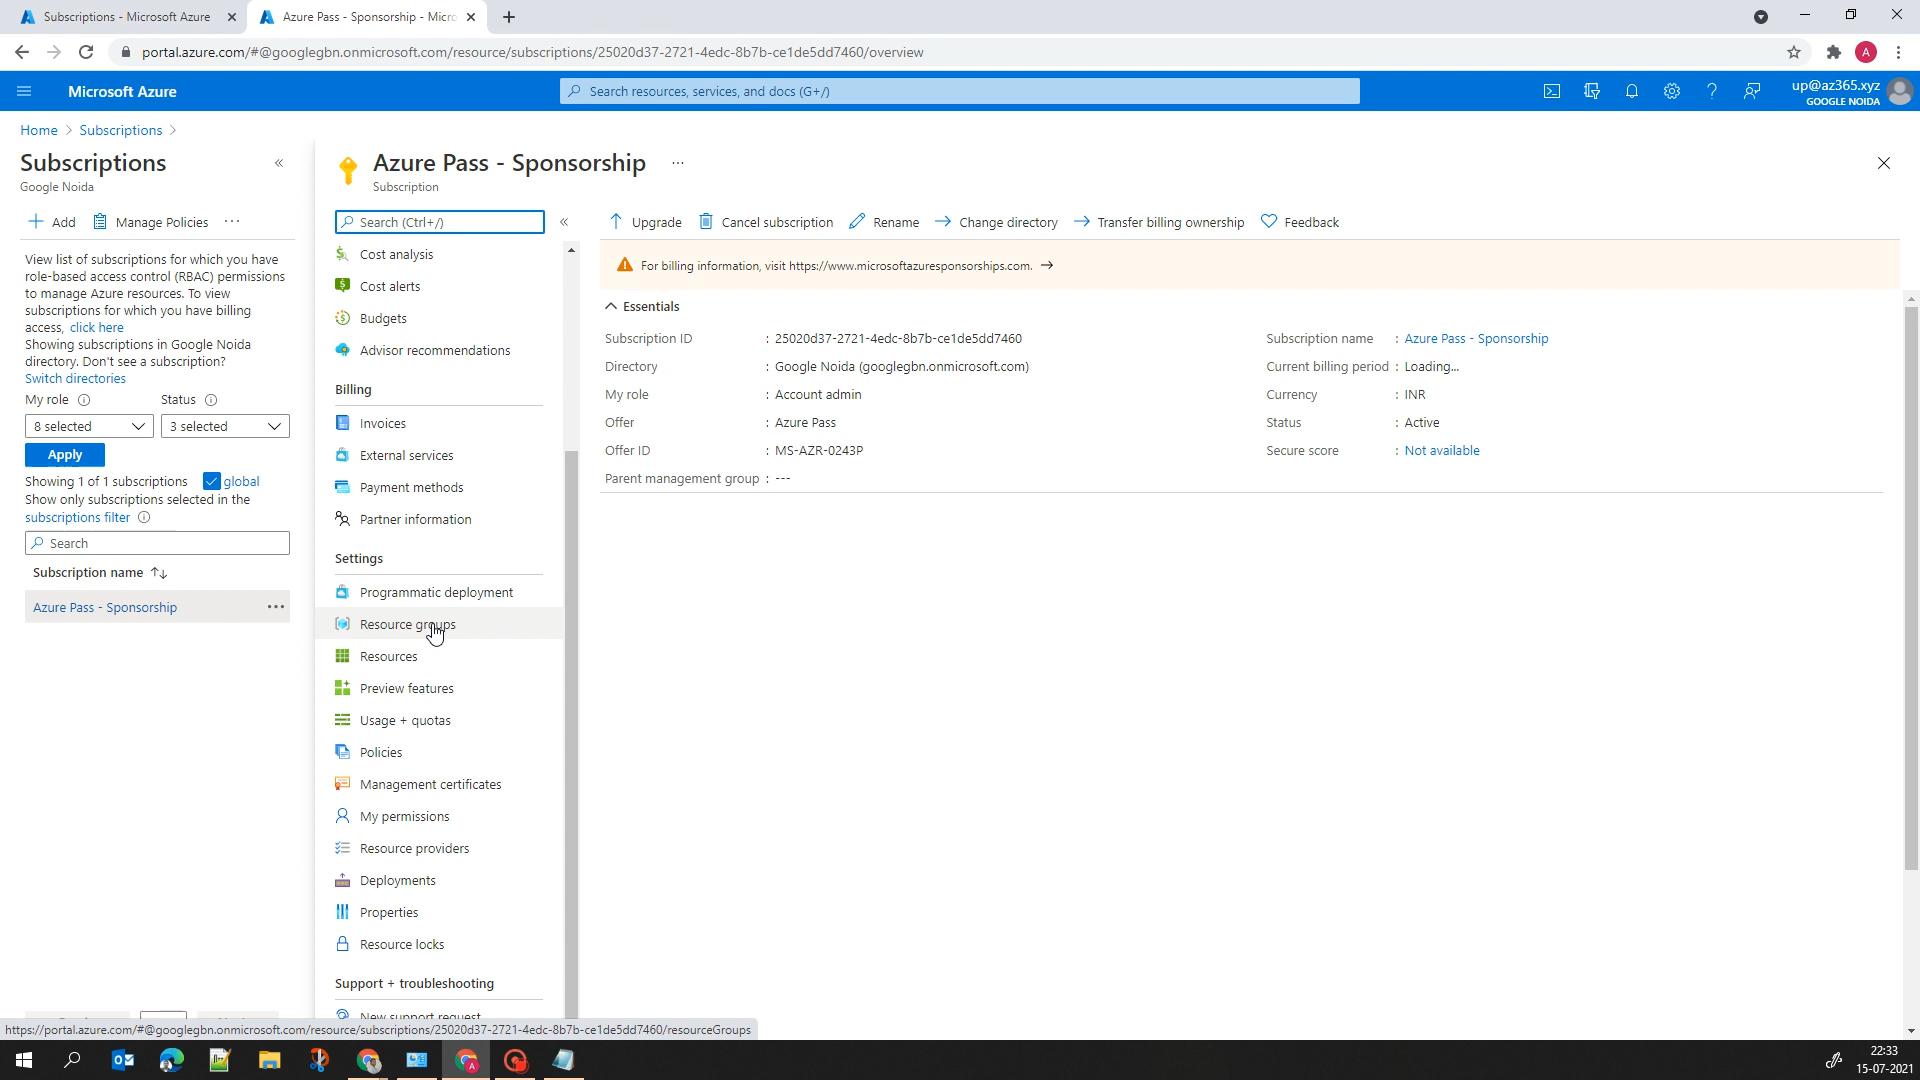 Subscriptions - Microsoft Azure
Azure Pass - Sponsorship - Micro
portal.azure.com/#@googlegbn.onmicrosoft.com/resource/subscriptions/25020d37-2721-4edc-8b7b-ce1de5dd7460/overview
A
Microsoft Azure
Search resources, services, and docs (G+/)
up@az365.xyz
GOOGLE NOIDA
Home > Subscriptions >
Subscriptions
Google Noida
Azure Pass - Sponsorship
Subscription
+ Add
Manage Policies
Search (Ctrl+/)
Upgrade
Cancel subscription
Rename
Change directory
Transfer billing ownership
Feedback
View list of subscriptions for which you have
role-based access control (RBAC) permissions
to manage Azure resources. To view
subscriptions for which you have billing
access, click here
Showing subscriptions in Google Noida
directory. Don't see a subscription?
Switch directories
My role
Status
8 selected
3 selected
Apply
Showing 1 of 1 subscriptions
global
Show only subscriptions selected in the
subscriptions filter
Search
Subscription name
Azure Pass - Sponsorship
Cost analysis
Cost alerts
Budgets
Advisor recommendations
Billing
Invoices
External services
Payment methods
Partner information
Settings
Programmatic deployment
Resource groups
Resources
Preview features
Usage + quotas
Policies
Management certificates
My permissions
Resource providers
Deployments
Properties
Resource locks
Support + troubleshooting
New support request
For billing information, visit https://www.microsoftazuresponsorships.com.
Essentials
Subscription ID : 25020d37-2721-4edc-8b7b-ce1de5dd7460
Directory : Google Noida (googlegbn.onmicrosoft.com)
My role : Account admin
Offer : Azure Pass
Offer ID : MS-AZR-0243P
Parent management group : ---
Subscription name : Azure Pass - Sponsorship
Current billing period : Loading...
Currency : INR
Status : Active
Secure score : Not available
https://portal.azure.com/#@googlegbn.onmicrosoft.com/resource/subscriptions/25020d37-2721-4edc-8b7b-ce1de5dd7460/resourceGroups
22:33
15-07-2021